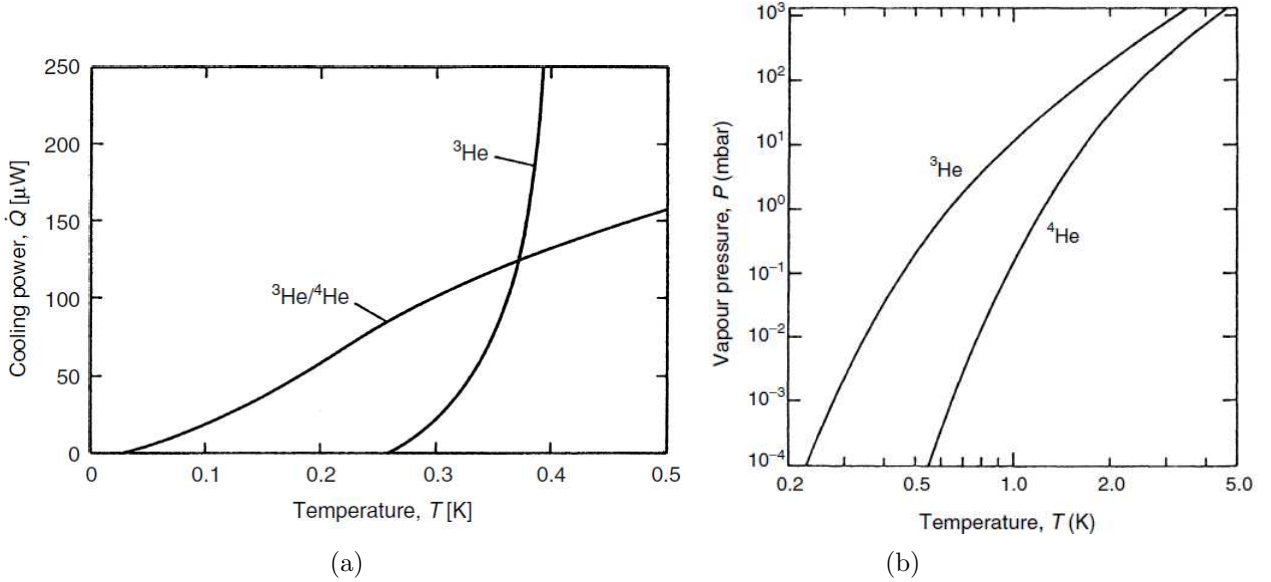 250
200
150
100
50
0
Cooling power, Q̇ [μW]
³He
³He/⁴He
0 0.1 0.2 0.3 0.4 0.5
Temperature, T [K]
(a)
10³
10²
10¹
10⁰
10⁻¹
10⁻²
10⁻³
10⁻⁴
Vapour pressure, P (mbar)
³He
⁴He
0.2 0.5 1.0 2.0 5.0
Temperature, T (K)
(b)